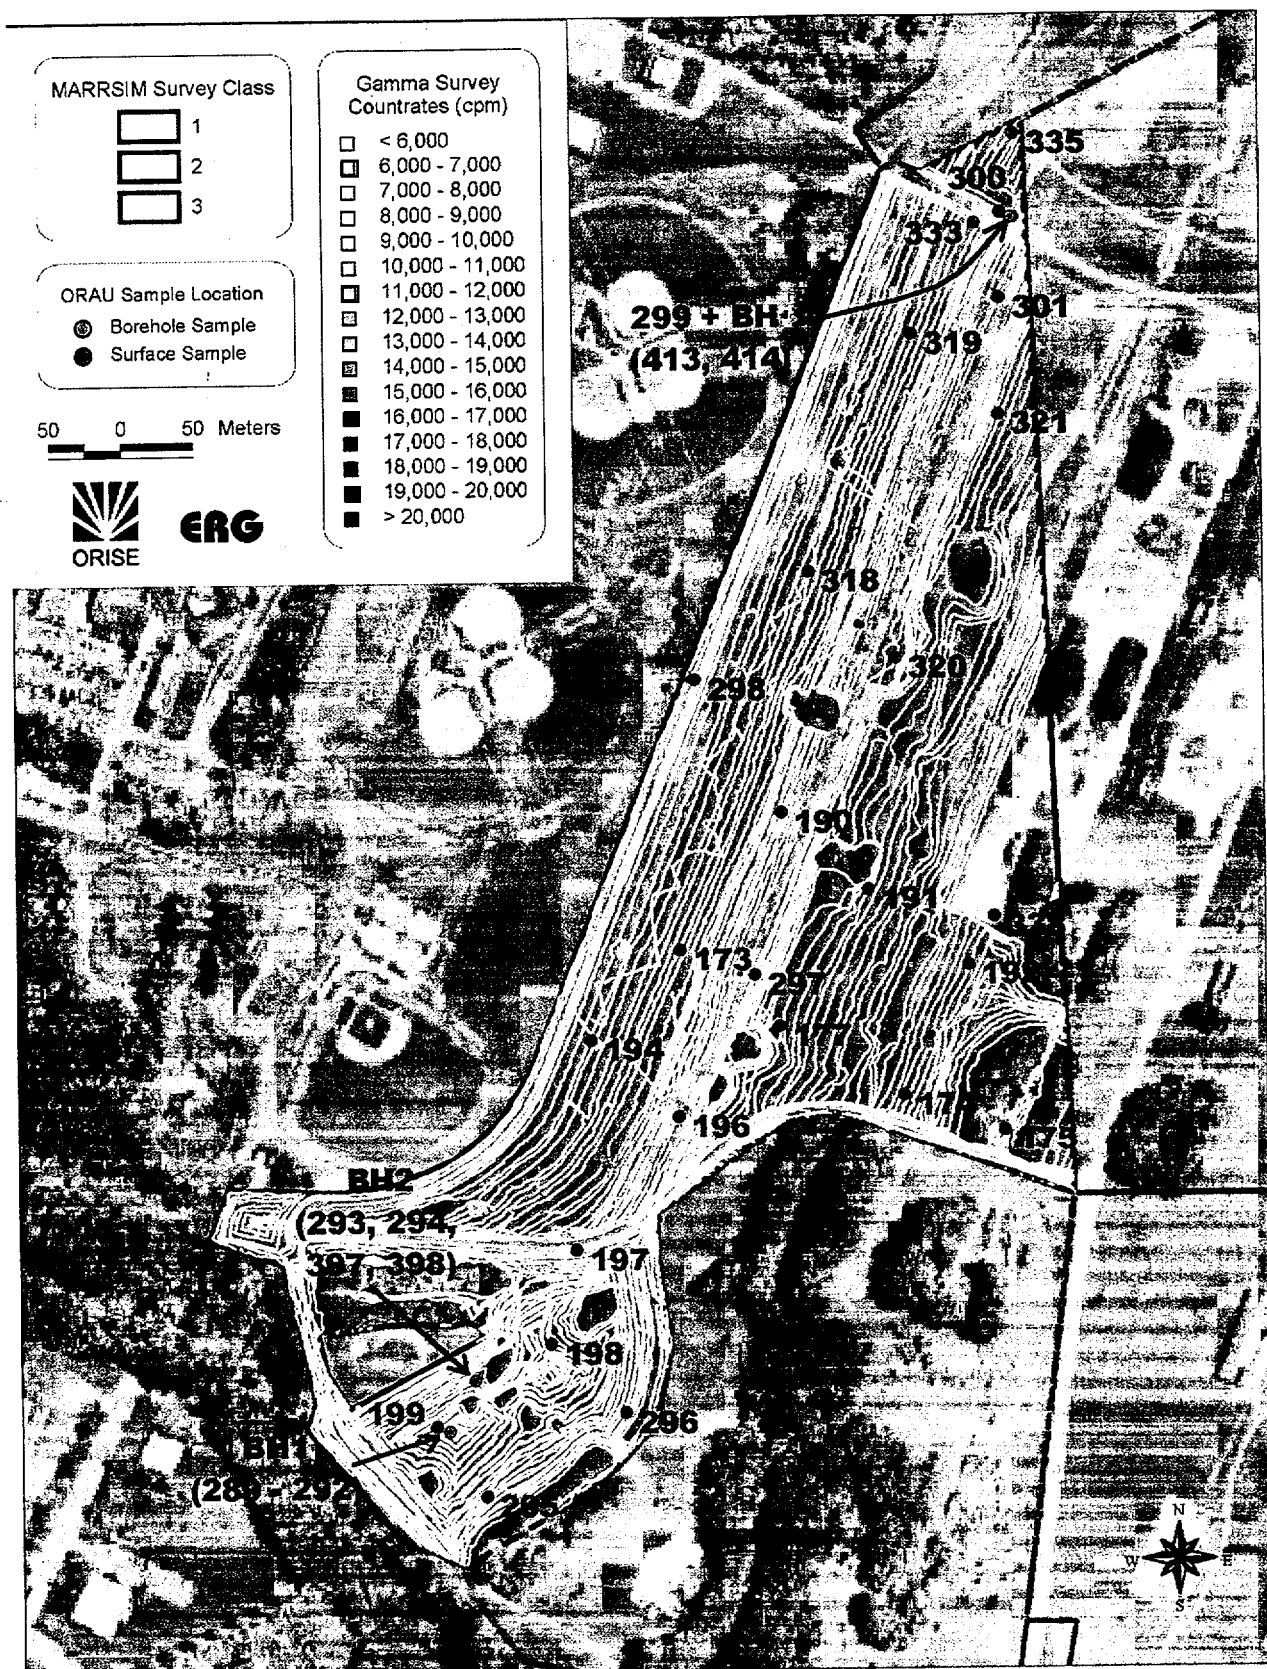 MARRSIM Survey Class
1
2
3
ORAU Sample Location
Borehole Sample
Surface Sample
50 0 50 Meters
ORISE
ERG
Gamma Survey
Countrates (cpm)
< 6,000
6,000 - 7,000
7,000 - 8,000
8,000 - 9,000
9,000 - 10,000
10,000 - 11,000
11,000 - 12,000
12,000 - 13,000
13,000 - 14,000
14,000 - 15,000
15,000 - 16,000
16,000 - 17,000
17,000 - 18,000
18,000 - 19,000
19,000 - 20,000
> 20,000
335
300
333
299 + BH
(413, 414)
301
319
321
318
320
298
190
191
173
297
177
194
196
175
BH2
(293, 294,
397, 398)
197
198
199
296
BH1
(289 - 292
295
N
W E
S